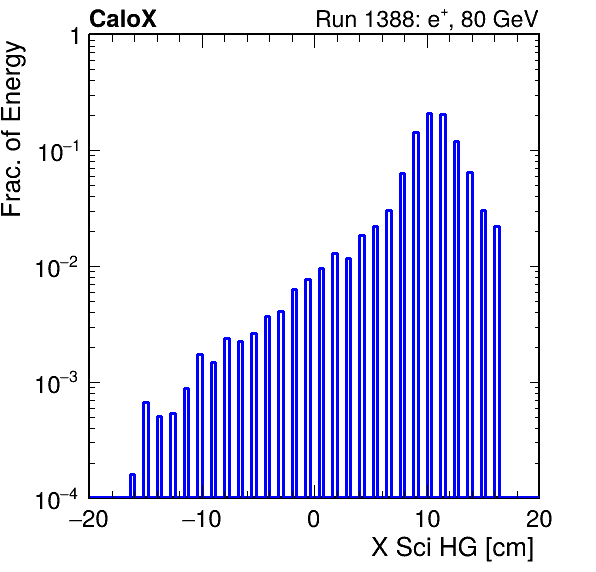 CaloX Run 1388: e⁺, 80 GeV
Frac. of Energy
1
10⁻¹
10⁻²
10⁻³
10⁻⁴
−20 −10 0 10 20
X Sci HG [cm]